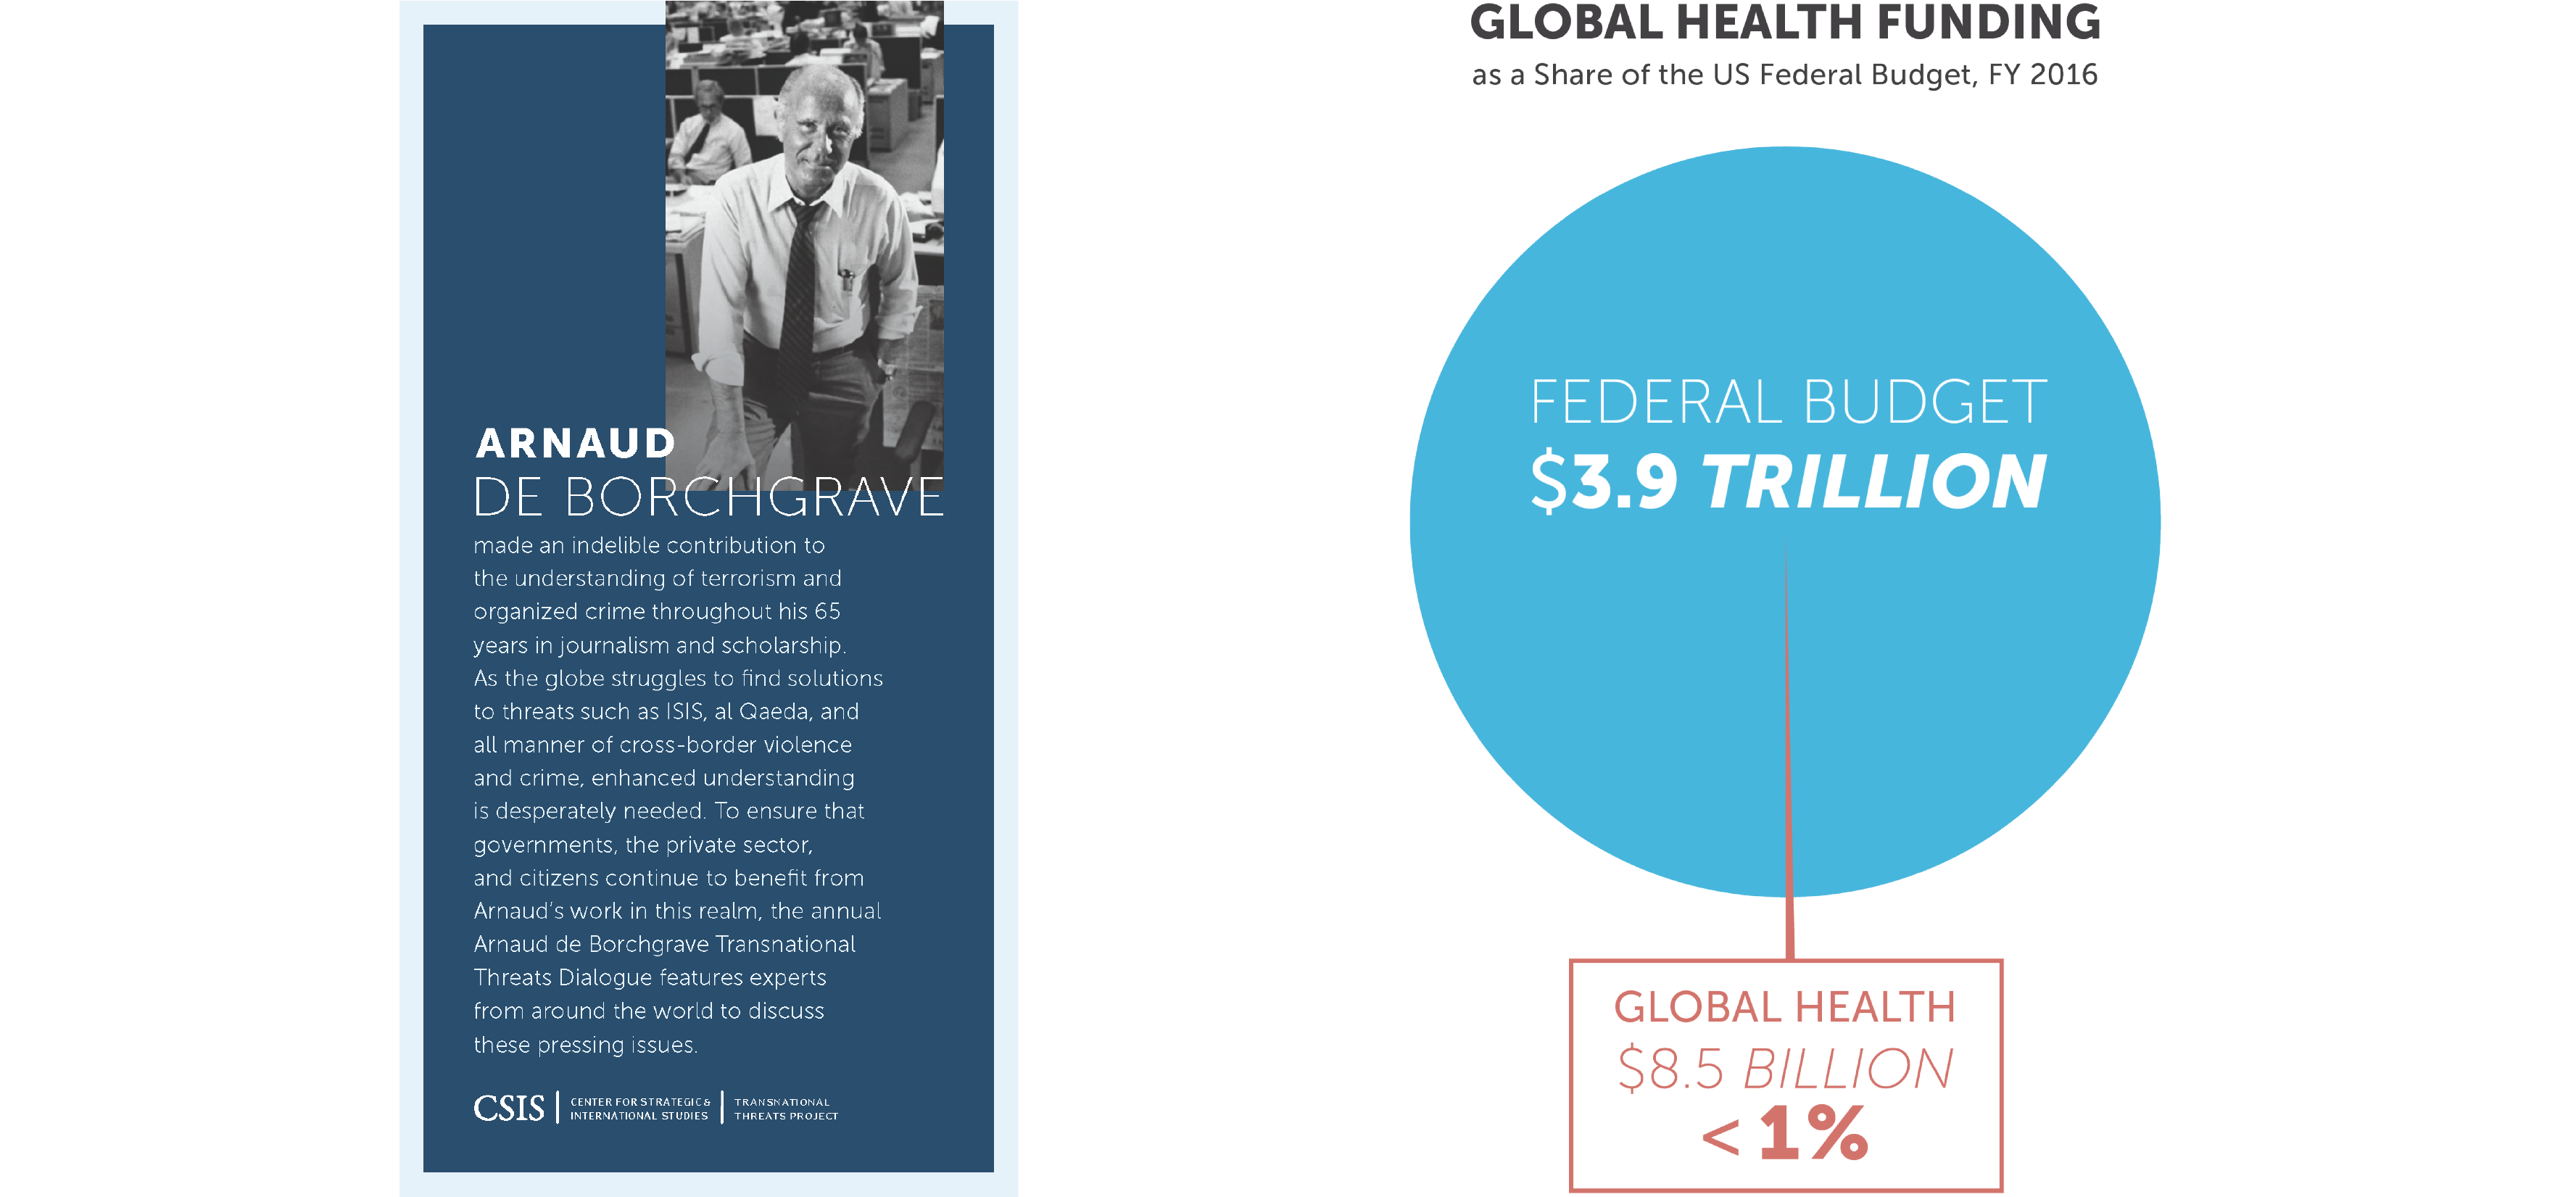 ARNAUD
DE BORCHGRAVE
made an indelible contribution to
the understanding of terrorism and
organized crime throughout his 65
years in journalism and scholarship.
As the globe struggles to find solutions
to threats such as ISIS, al Qaeda, and
all manner of cross-border violence
and crime, enhanced understanding
is desperately needed. To ensure that
governments, the private sector,
and citizens continue to benefit from
Arnaud's work in this realm, the annual
Arnaud de Borchgrave Transnational
Threats Dialogue features experts
from around the world to discuss
these pressing issues.
CSIS
CENTER FOR STRATEGIC &
INTERNATIONAL STUDIES
TRANSNATIONAL
THREATS PROJECT
GLOBAL HEALTH FUNDING
as a Share of the US Federal Budget, FY 2016
FEDERAL BUDGET
$3.9 TRILLION
GLOBAL HEALTH
$8.5 BILLION
< 1%